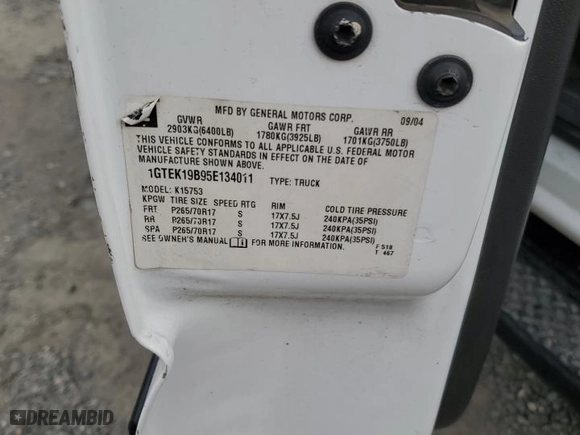 MFD BY GENERAL MOTORS CORP. 09/04
GVWR GAWR FRT GAWR RR
2903KG(6400LB) 1780KG(3925LB) 1701KG(3750LB)
THIS VEHICLE CONFORMS TO ALL APPLICABLE U.S. FEDERAL MOTOR
VEHICLE SAFETY STANDARDS IN EFFECT ON THE DATE OF
MANUFACTURE SHOWN ABOVE.
1GTEK19B95E134011 TYPE: TRUCK
MODEL: K15753
KPGW TIRE SIZE SPEED RTG RIM COLD TIRE PRESSURE
FRT P265/70R17 S 17X7.5J 240KPA(35PSI)
RR P265/70R17 S 17X7.5J 240KPA(35PSI)
SPA P265/70R17 S 17X7.5J 240KPA(35PSI)
SEE OWNER'S MANUAL FOR MORE INFORMATION.
F 518
T 467
DREAMBID